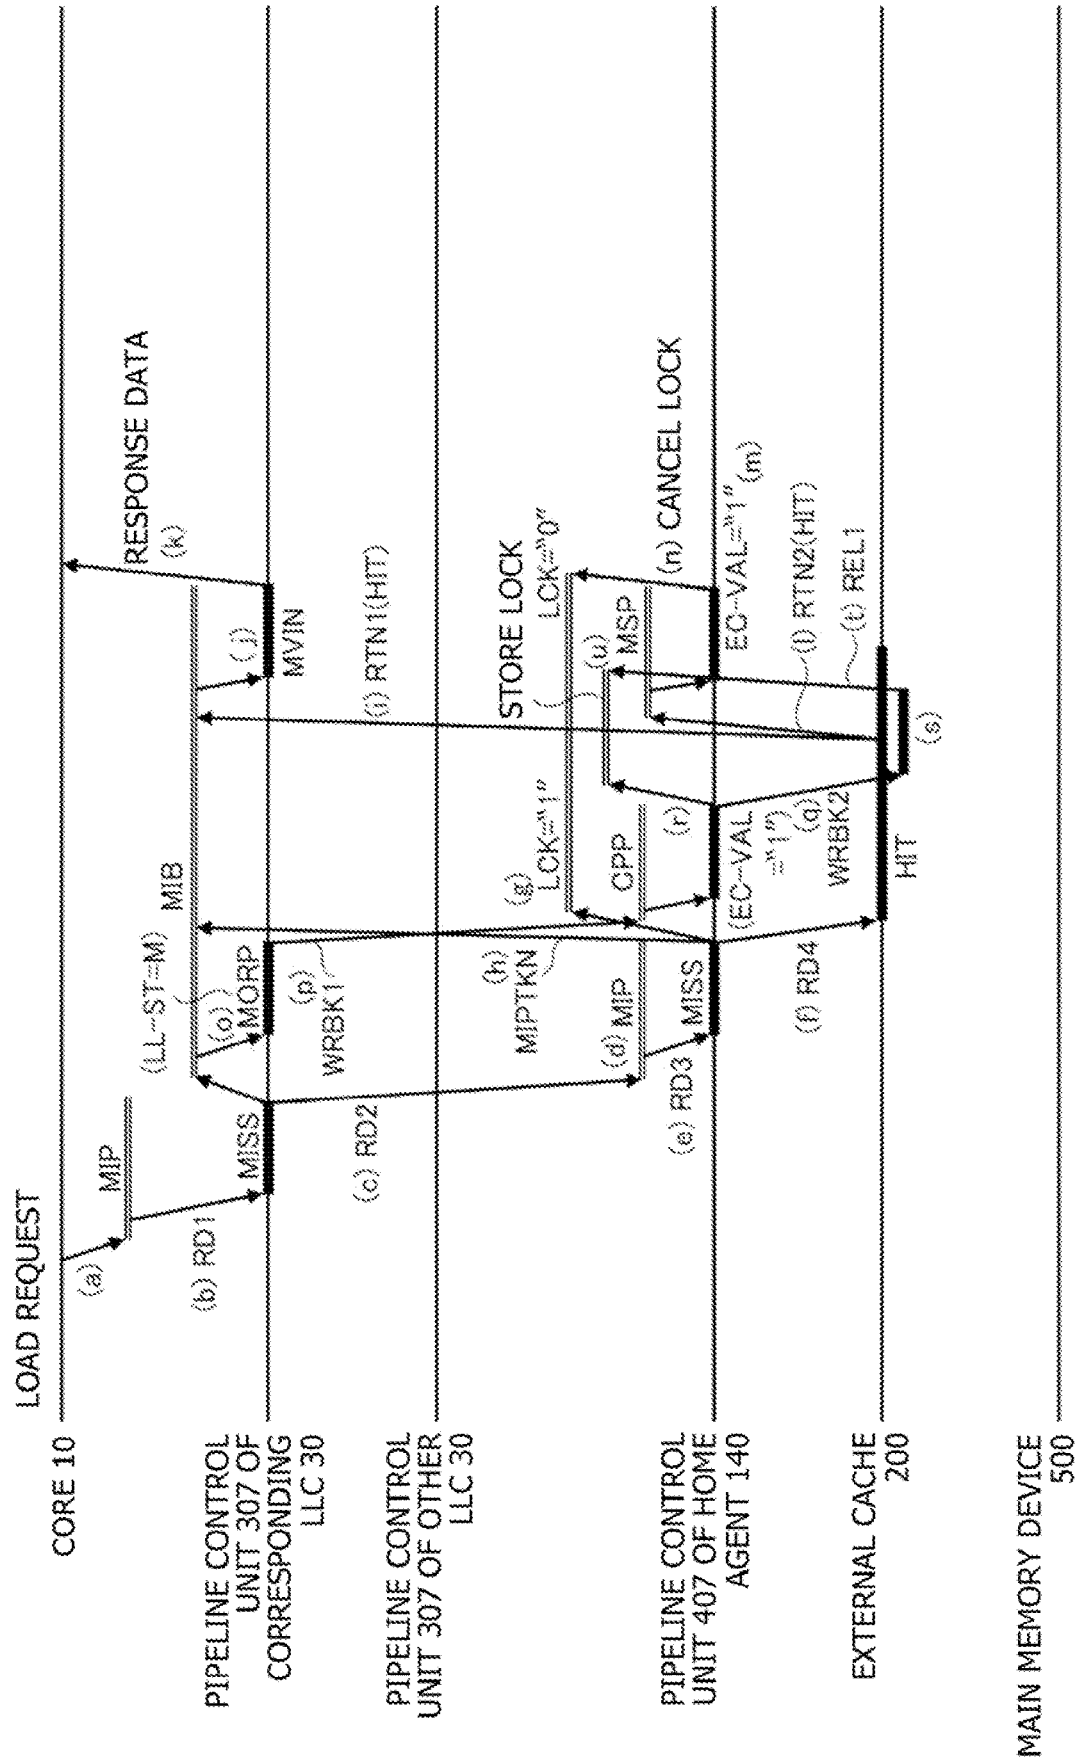 LOAD REQUEST
CORE 10
(a)
MIP
(b) RD1
PIPELINE CONTROL
UNIT 307 OF
CORRESPONDING
LLC 30
MISS
(LL-ST=M)
MIB
(o)
MORP
(p)
WRBK1
(j)
MVIN
RESPONSE DATA
(k)
(c) RD2
(i) RTN1(HIT)
PIPELINE CONTROL
UNIT 307 OF OTHER
LLC 30
(h)
MIPTKN
(g)
LCK="1"
STORE LOCK
LCK="0"
(d) MIP
CPP
(u)
MSP
(n) CANCEL LOCK
(e) RD3
MISS
(r)
PIPELINE CONTROL
UNIT 407 OF HOME
AGENT 140
(EC-VAL
="1")
EC-VAL="1"
(m)
(f) RD4
(q)
WRBK2
(l) RTN2(HIT)
(t) REL1
EXTERNAL CACHE
200
HIT
(s)
MAIN MEMORY DEVICE
500